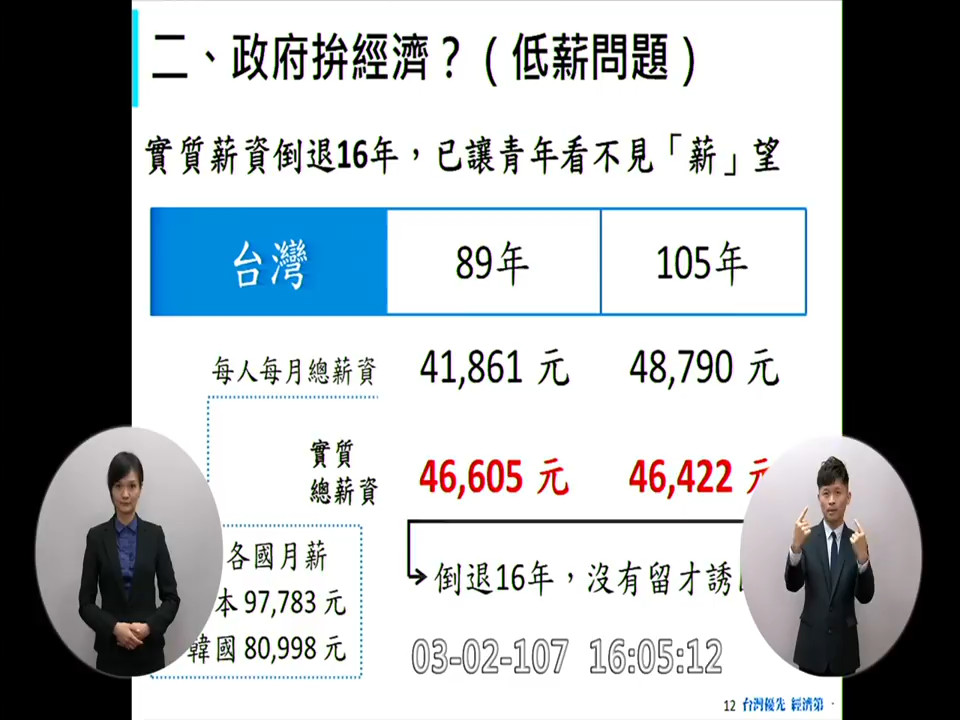 二、政府拚經濟？（低薪問題）
實質薪資倒退16年，已讓青年看不見「薪」望
台灣 89年 105年
每人每月總薪資 41,861 元 48,790 元
實質
總薪資 46,605 元 46,422 元
各國月薪
本 97,783 元
韓國 80,998 元
倒退16年，沒有留才誘
03-02-107 16:05:12
12 台灣優先 經濟第一